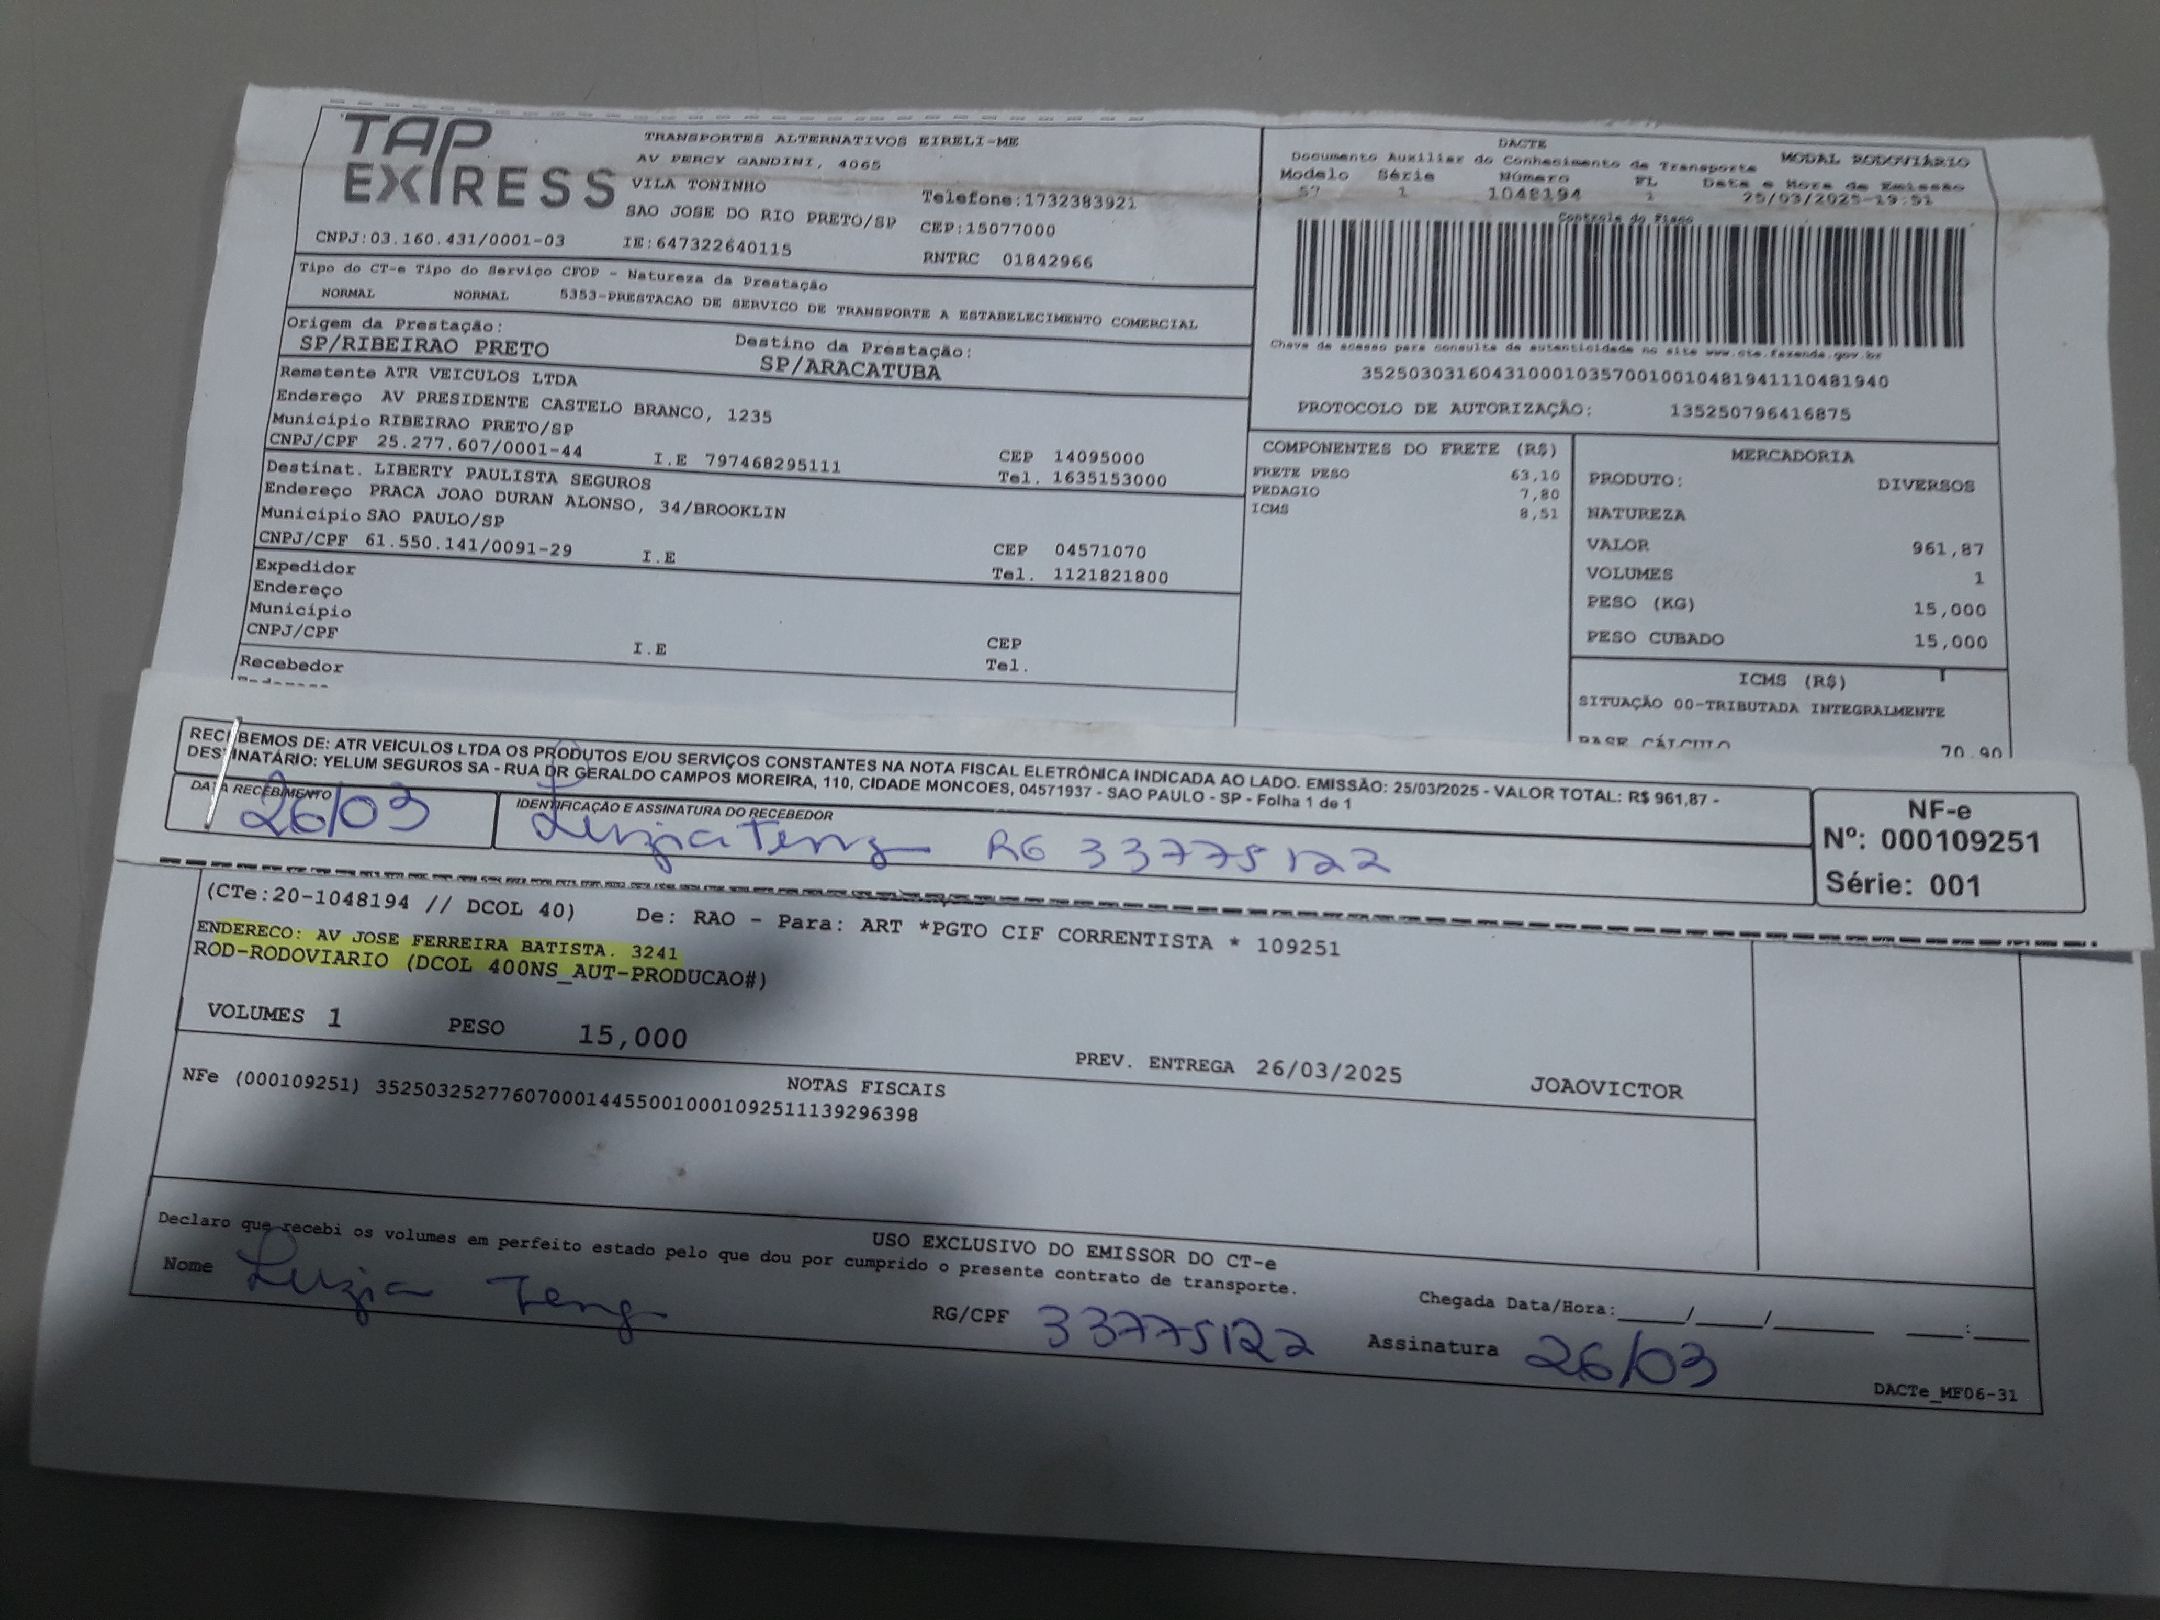 TAP EXPRESS
TRANSPORTES ALTERNATIVOS EIRELI-ME
AV PERCY GANDINI, 4065
VILA TONINHO
Telefone:1732383921
SAO JOSE DO RIO PRETO/SP CEP:15077000
CNPJ:03.160.431/0001-03 IE:647322640115 RNTRC 01842966
Tipo do CT-e Tipo do Serviço CFOP - Natureza da Prestação
NORMAL NORMAL 5353-PRESTACAO DE SERVICO DE TRANSPORTE A ESTABELECIMENTO COMERCIAL
Origem da Prestação: Destino da Prestação:
SP/RIBEIRAO PRETO SP/ARACATUBA
Remetente ATR VEICULOS LTDA
Endereço AV PRESIDENTE CASTELO BRANCO, 1235
Município RIBEIRAO PRETO/SP CEP 14095000
CNPJ/CPF 25.277.607/0001-44 I.E 797468295111 Tel. 1635153000
Destinat. LIBERTY PAULISTA SEGUROS
Endereço PRACA JOAO DURAN ALONSO, 34/BROOKLIN
Município SAO PAULO/SP CEP 04571070
CNPJ/CPF 61.550.141/0091-29 I.E Tel. 1121821800
Expedidor
Endereço
Município CEP
CNPJ/CPF I.E Tel.
Recebedor
DACTE MODAL RODOVIÁRIO
Documento Auxiliar do Conhecimento de Transporte
Modelo Série Número FL Data e Hora de Emissão
57 1 1048194 1 25/03/2025-19:51
Controle do Fisco
Chave de acesso para consulta de autenticidade no site www.cte.fazenda.gov.br
35250303160431000103570010010481941110481940
PROTOCOLO DE AUTORIZAÇÃO: 135250796416875
COMPONENTES DO FRETE (R$)
FRETE PESO 63,10
PEDAGIO 7,80
ICMS 8,51
MERCADORIA
PRODUTO: DIVERSOS
NATUREZA
VALOR 961,87
VOLUMES 1
PESO (KG) 15,000
PESO CUBADO 15,000
ICMS (R$)
SITUAÇÃO 00-TRIBUTADA INTEGRALMENTE
BASE CÁLCULO 70,90
RECEBEMOS DE: ATR VEICULOS LTDA OS PRODUTOS E/OU SERVIÇOS CONSTANTES NA NOTA FISCAL ELETRÔNICA INDICADA AO LADO. EMISSÃO: 25/03/2025 - VALOR TOTAL: R$ 961,87 -
DESTINATÁRIO: YELUM SEGUROS SA - RUA DR GERALDO CAMPOS MOREIRA, 110, CIDADE MONCOES, 04571937 - SAO PAULO - SP - Folha 1 de 1
DATA RECEBIMENTO IDENTIFICAÇÃO E ASSINATURA DO RECEBEDOR
26/03 Luzia RG 33775122
NF-e
Nº: 000109251
Série: 001
(CTe:20-1048194 // DCOL 40) De: RAO - Para: ART *PGTO CIF CORRENTISTA * 109251
ENDERECO: AV JOSE FERREIRA BATISTA. 3241
ROD-RODOVIARIO (DCOL 400NS_AUT-PRODUCAO#)
VOLUMES 1 PESO 15,000 PREV. ENTREGA 26/03/2025 JOAOVICTOR
NOTAS FISCAIS
NFe (000109251) 35250325277607000144550010001092511139296398
USO EXCLUSIVO DO EMISSOR DO CT-e
Declaro que recebi os volumes em perfeito estado pelo que dou por cumprido o presente contrato de transporte.
Chegada Data/Hora:____/____/______ ___:___
Nome Luzia RG/CPF 33775122 Assinatura 26/03
DACTe_MF06-31